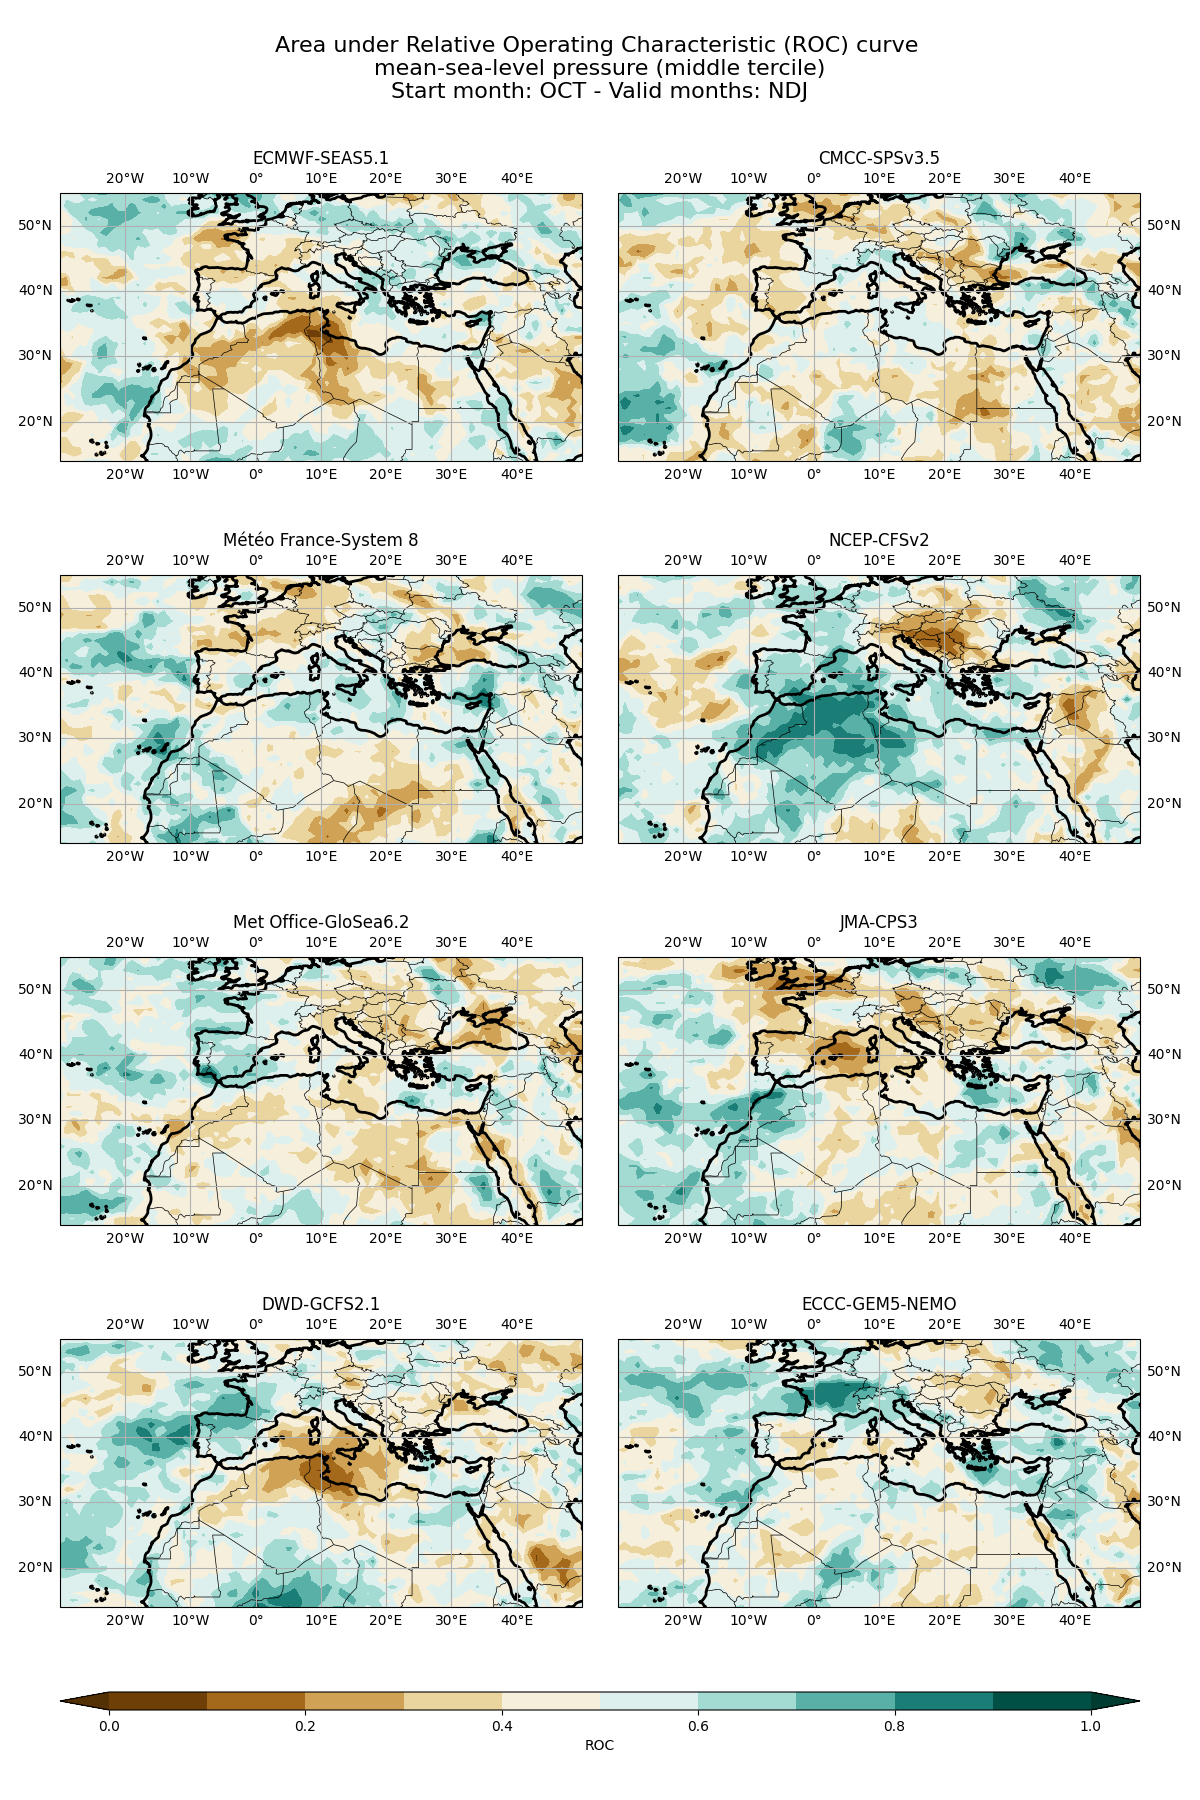 Area under Relative Operating Characteristic (ROC) curve
mean-sea-level pressure (middle tercile)
Start month: OCT - Valid months: NDJ
ECMWF-SEAS5.1
20°W 10°W 0° 10°E 20°E 30°E 40°E
50°N
40°N
30°N
20°N
20°W 10°W 0° 10°E 20°E 30°E 40°E
CMCC-SPSv3.5
20°W 10°W 0° 10°E 20°E 30°E 40°E
50°N
40°N
30°N
20°N
20°W 10°W 0° 10°E 20°E 30°E 40°E
Météo France-System 8
20°W 10°W 0° 10°E 20°E 30°E 40°E
50°N
40°N
30°N
20°N
20°W 10°W 0° 10°E 20°E 30°E 40°E
NCEP-CFSv2
20°W 10°W 0° 10°E 20°E 30°E 40°E
50°N
40°N
30°N
20°N
20°W 10°W 0° 10°E 20°E 30°E 40°E
Met Office-GloSea6.2
20°W 10°W 0° 10°E 20°E 30°E 40°E
50°N
40°N
30°N
20°N
20°W 10°W 0° 10°E 20°E 30°E 40°E
JMA-CPS3
20°W 10°W 0° 10°E 20°E 30°E 40°E
50°N
40°N
30°N
20°N
20°W 10°W 0° 10°E 20°E 30°E 40°E
DWD-GCFS2.1
20°W 10°W 0° 10°E 20°E 30°E 40°E
50°N
40°N
30°N
20°N
20°W 10°W 0° 10°E 20°E 30°E 40°E
ECCC-GEM5-NEMO
20°W 10°W 0° 10°E 20°E 30°E 40°E
50°N
40°N
30°N
20°N
20°W 10°W 0° 10°E 20°E 30°E 40°E
0.0 0.2 0.4 0.6 0.8 1.0
ROC